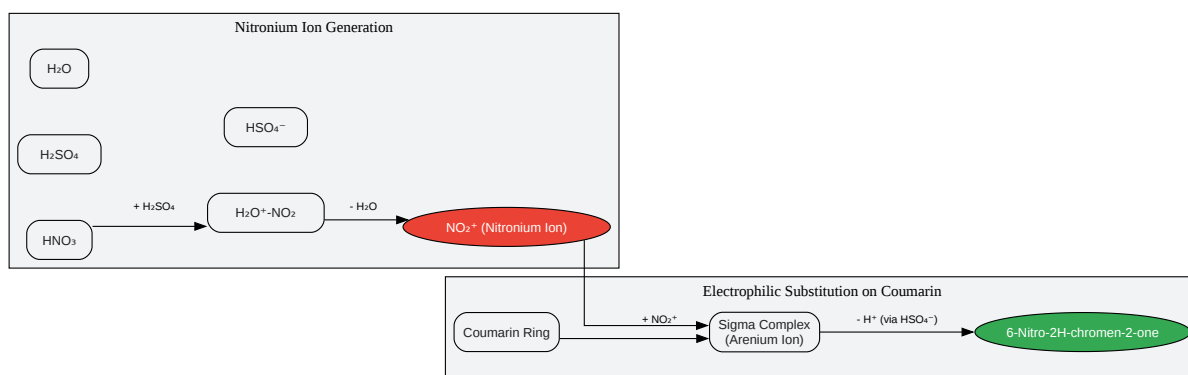 Nitronium Ion Generation
H₂O
HSO₄⁻
H₂SO₄
+ H₂SO₄
- H₂O
H₂O⁺-NO₂
HNO₃
NO₂⁺ (Nitronium Ion)
Electrophilic Substitution on Coumarin
Coumarin Ring
+ NO₂⁺
Sigma Complex
(Arenium Ion)
- H⁺ (via HSO₄⁻)
6-Nitro-2H-chromen-2-one